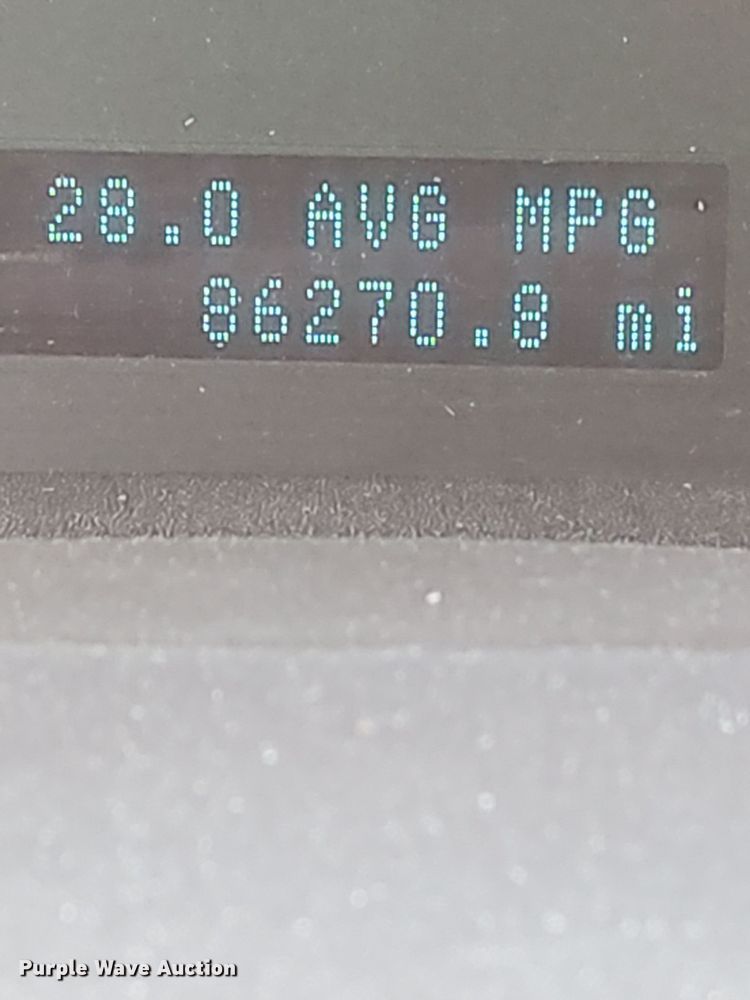 28.0 AVG MPG
86270.8 mi
Purple Wave Auction